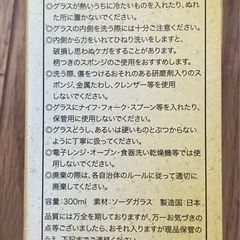 ◎グラスが熱いうちに冷たいものを入れたり、ぬれ
た所に置かないでください。
◎グラスの内側を洗う際には十分ご注意ください。
内側から力をいれてひねり洗いをしますと、
破損し思わぬケガをすることがあります。
柄つきのスポンジのご使用をおすすめします。
◎洗う際、傷をつけるおそれのある研磨剤入りのス
ポンジ、金属たわし、クレンザー等を使用
しないでください。
◎グラスにナイフ・フォーク・スプーン等を入れたり、
保管用に使用しないでください。
◎グラスどうし、あるいは硬いものとぶつからない
ように丁寧に扱ってください。
◎電子レンジ・オーブン・食器洗い乾燥機等では使
用しないでください。
◎廃棄の際は、各自治体のルールに従って適切に
廃棄してください。
容量:300ml 素材:ソーダガラス 製造国:日本
品質には万全を期しておりますが、万一お気づきの
点等ございましたら、お求めになりました